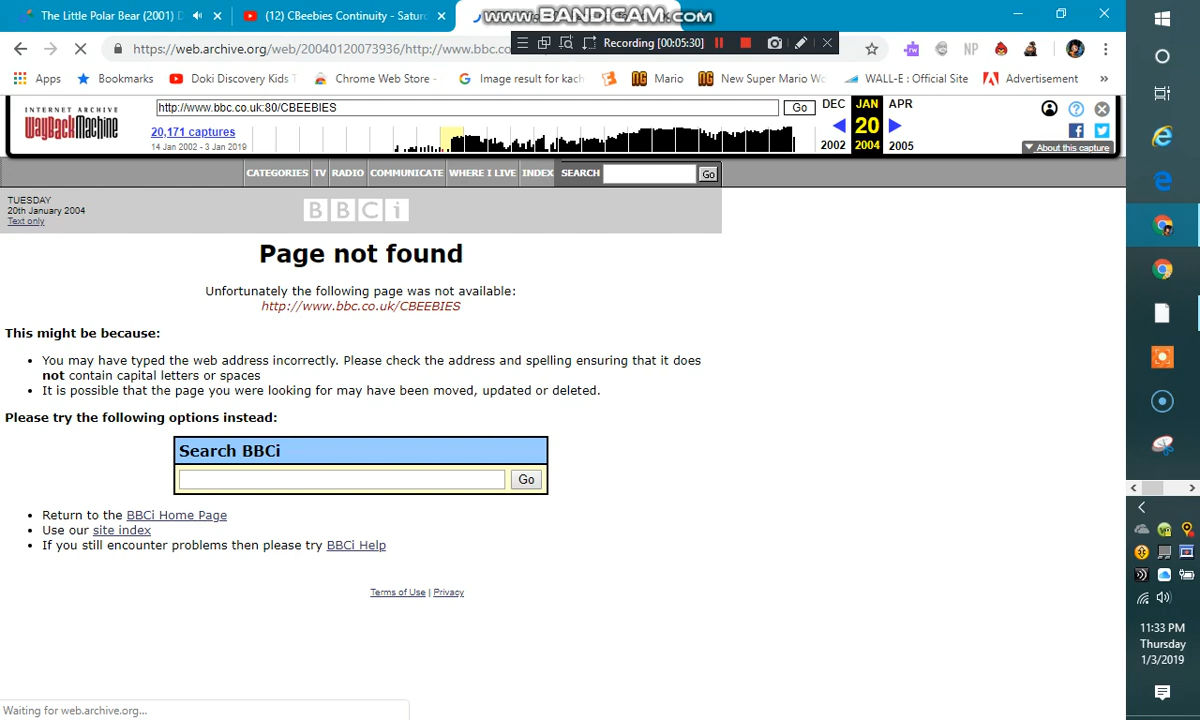 The Little Polar Bear (2001) D
(12) CBeebies Continuity - Satur
www.BANDICAM.com
https://web.archive.org/web/20040120073936/http://www.bbc.co
Recording [00:05:30]
NP
Apps
Bookmarks
Doki Discovery Kids T
Chrome Web Store -
Image result for kach
Mario
New Super Mario Wo
WALL-E : Official Site
Advertisement
»
INTERNET ARCHIVE
WayBackMachine
http://www.bbc.co.uk:80/CBEEBIES
Go
DEC
JAN
APR
20,171 captures
20
14 Jan 2002 - 3 Jan 2019
2002
2004
2005
About this capture
CATEGORIES
TV
RADIO
COMMUNICATE
WHERE I LIVE
INDEX
SEARCH
Go
TUESDAY
20th January 2004
Text only
BBCi
Page not found
Unfortunately the following page was not available:
http://www.bbc.co.uk/CBEEBIES
This might be because:
• You may have typed the web address incorrectly. Please check the address and spelling ensuring that it does
not contain capital letters or spaces
• It is possible that the page you were looking for may have been moved, updated or deleted.
Please try the following options instead:
Search BBCi
Go
• Return to the BBCi Home Page
• Use our site index
• If you still encounter problems then please try BBCi Help
Terms of Use | Privacy
Waiting for web.archive.org...
11:33 PM
Thursday
1/3/2019